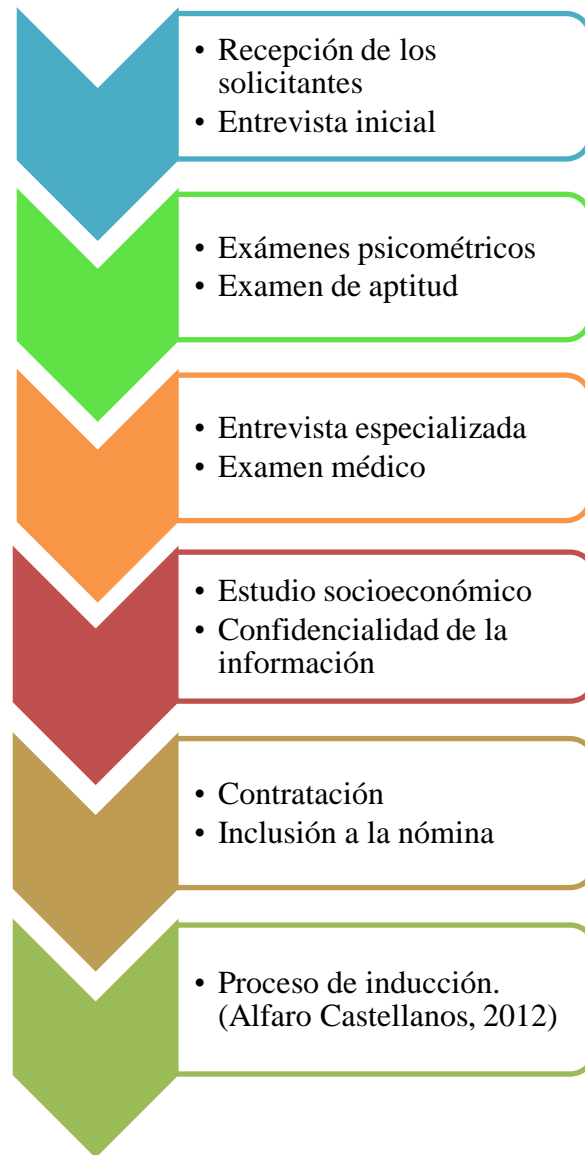 • Recepción de los
solicitantes
• Entrevista inicial
• Exámenes psicométricos
• Examen de aptitud
• Entrevista especializada
• Examen médico
• Estudio socioeconómico
• Confidencialidad de la
información
• Contratación
• Inclusión a la nómina
• Proceso de inducción.
(Alfaro Castellanos, 2012)